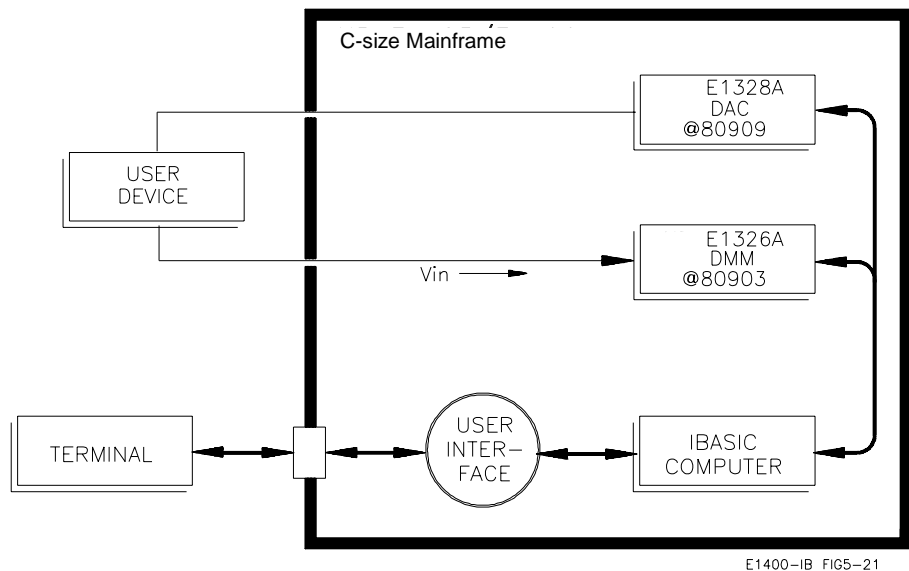 C-size Mainframe
E1328A
DAC
@80909
USER
DEVICE
E1326A
DMM
@80903
Vin
TERMINAL
USER
INTER-
FACE
IBASIC
COMPUTER
E1400-IB FIG5-21